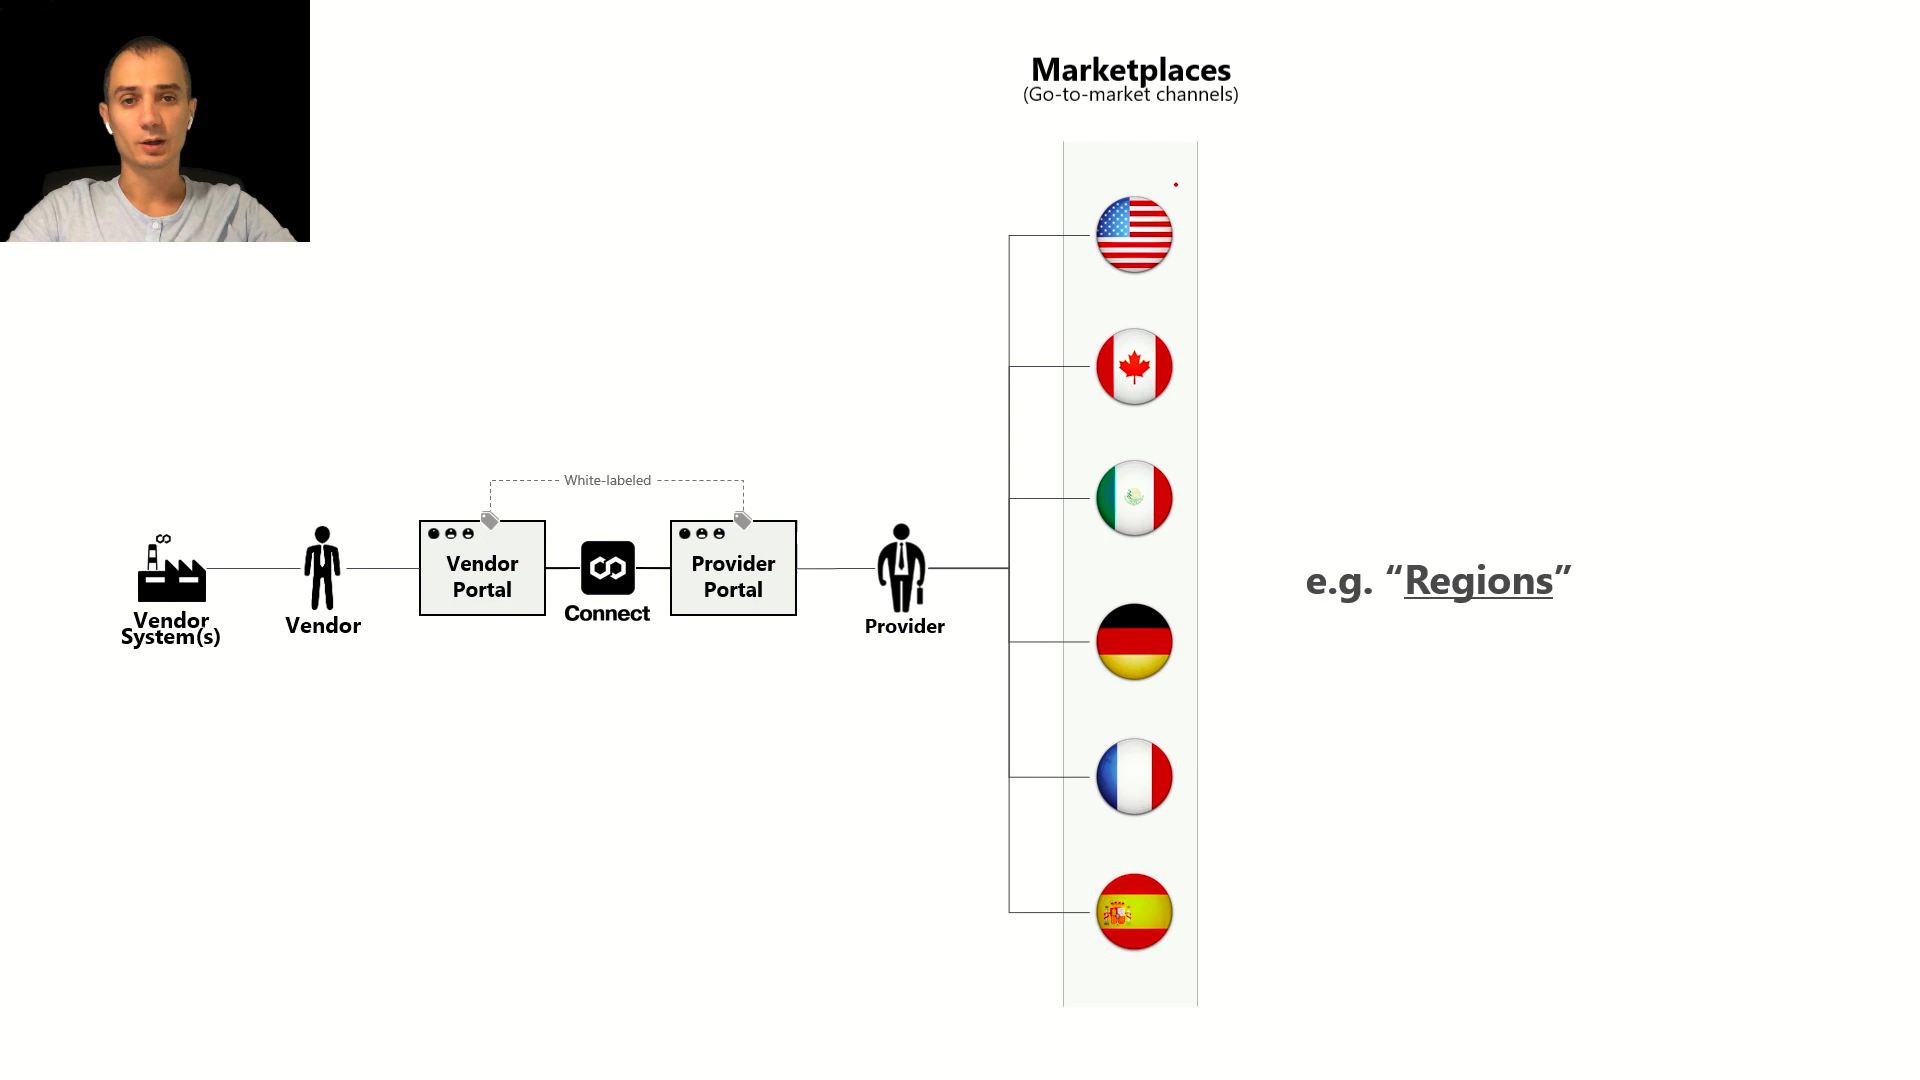 Marketplaces
(Go-to-market channels)
White-labeled
Vendor
Portal
Provider
Portal
Connect
Vendor
System(s)
Vendor
Provider
e.g. “Regions”